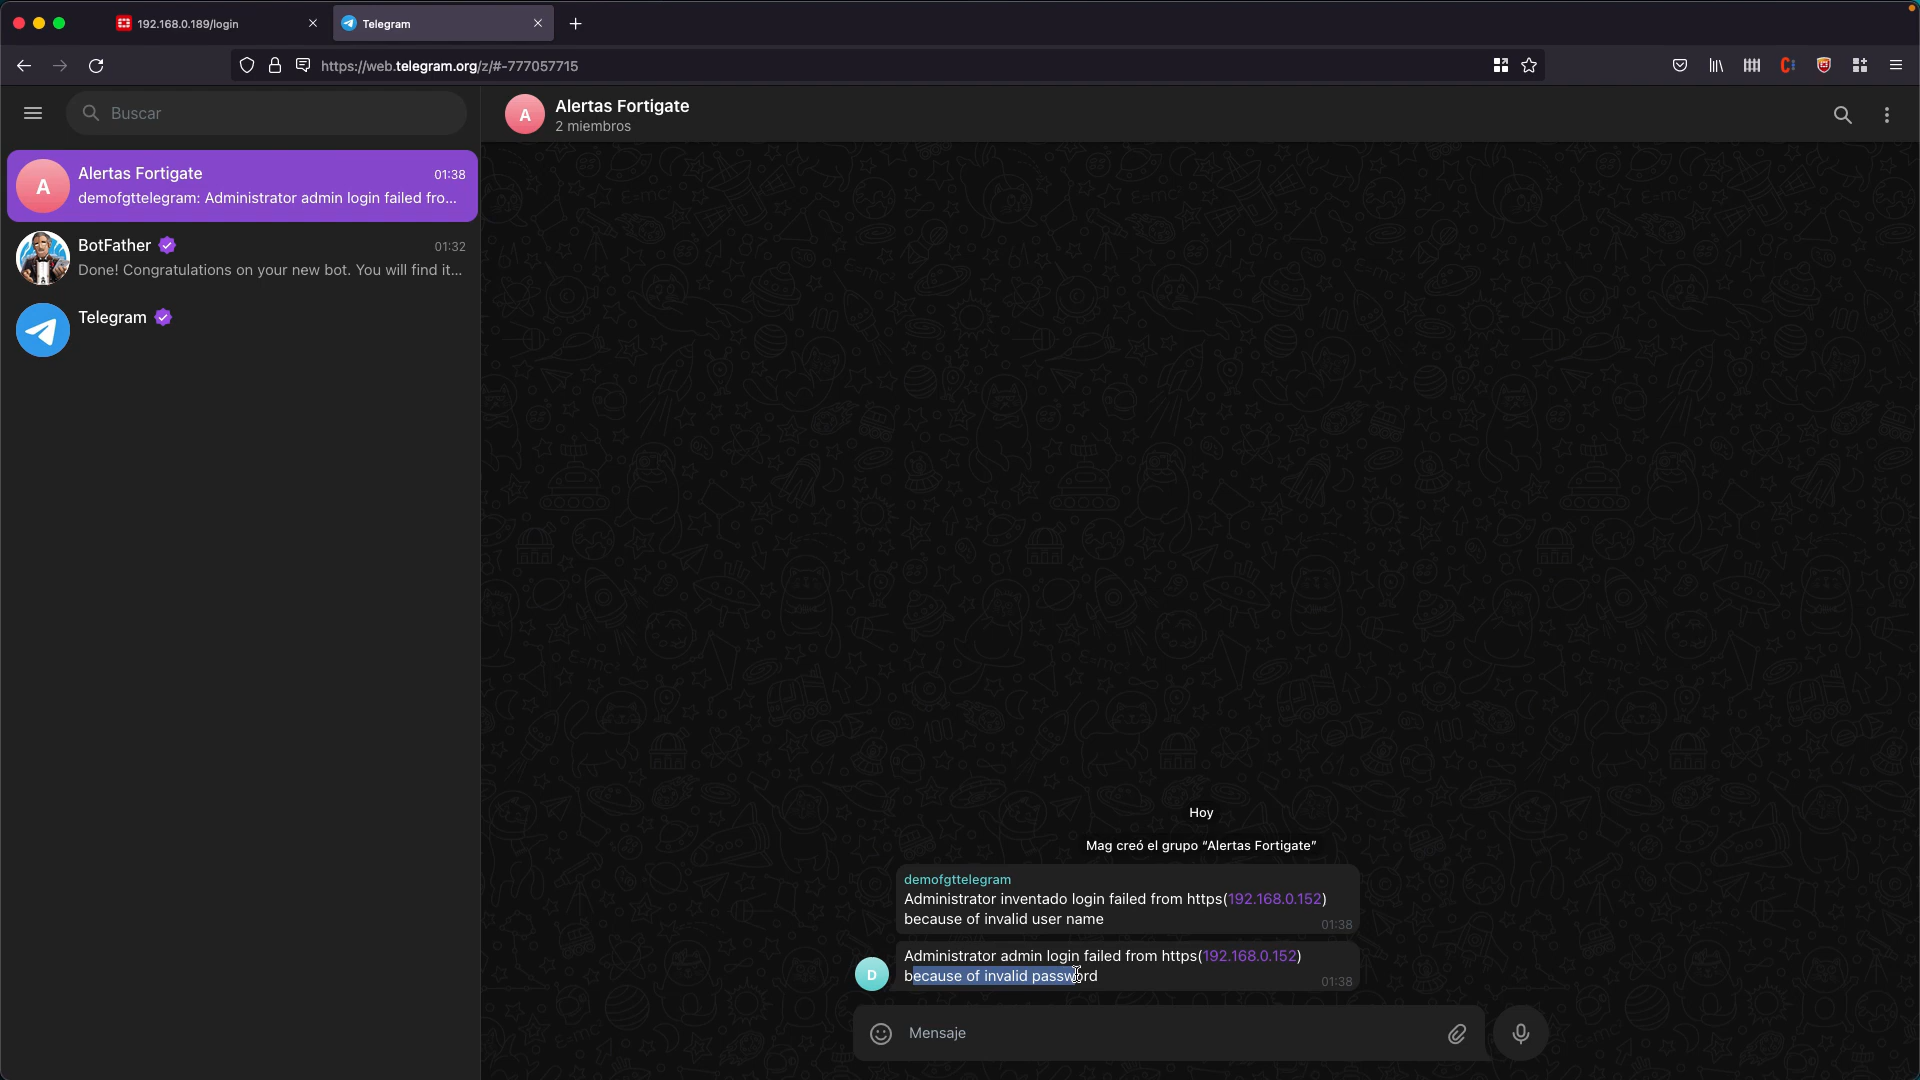 192.168.0.189/login
Telegram
https://web.telegram.org/z/#-777057715
Buscar
A
Alertas Fortigate
01:38
demofgttelegram: Administrator admin login failed fro...
BotFather
01:32
Done! Congratulations on your new bot. You will find it...
Telegram
A
Alertas Fortigate
2 miembros
Hoy
Mag creó el grupo “Alertas Fortigate”
demofgttelegram
Administrator inventado login failed from https(192.168.0.152)
because of invalid user name
01:38
Administrator admin login failed from https(192.168.0.152)
because of invalid password
01:38
D
Mensaje